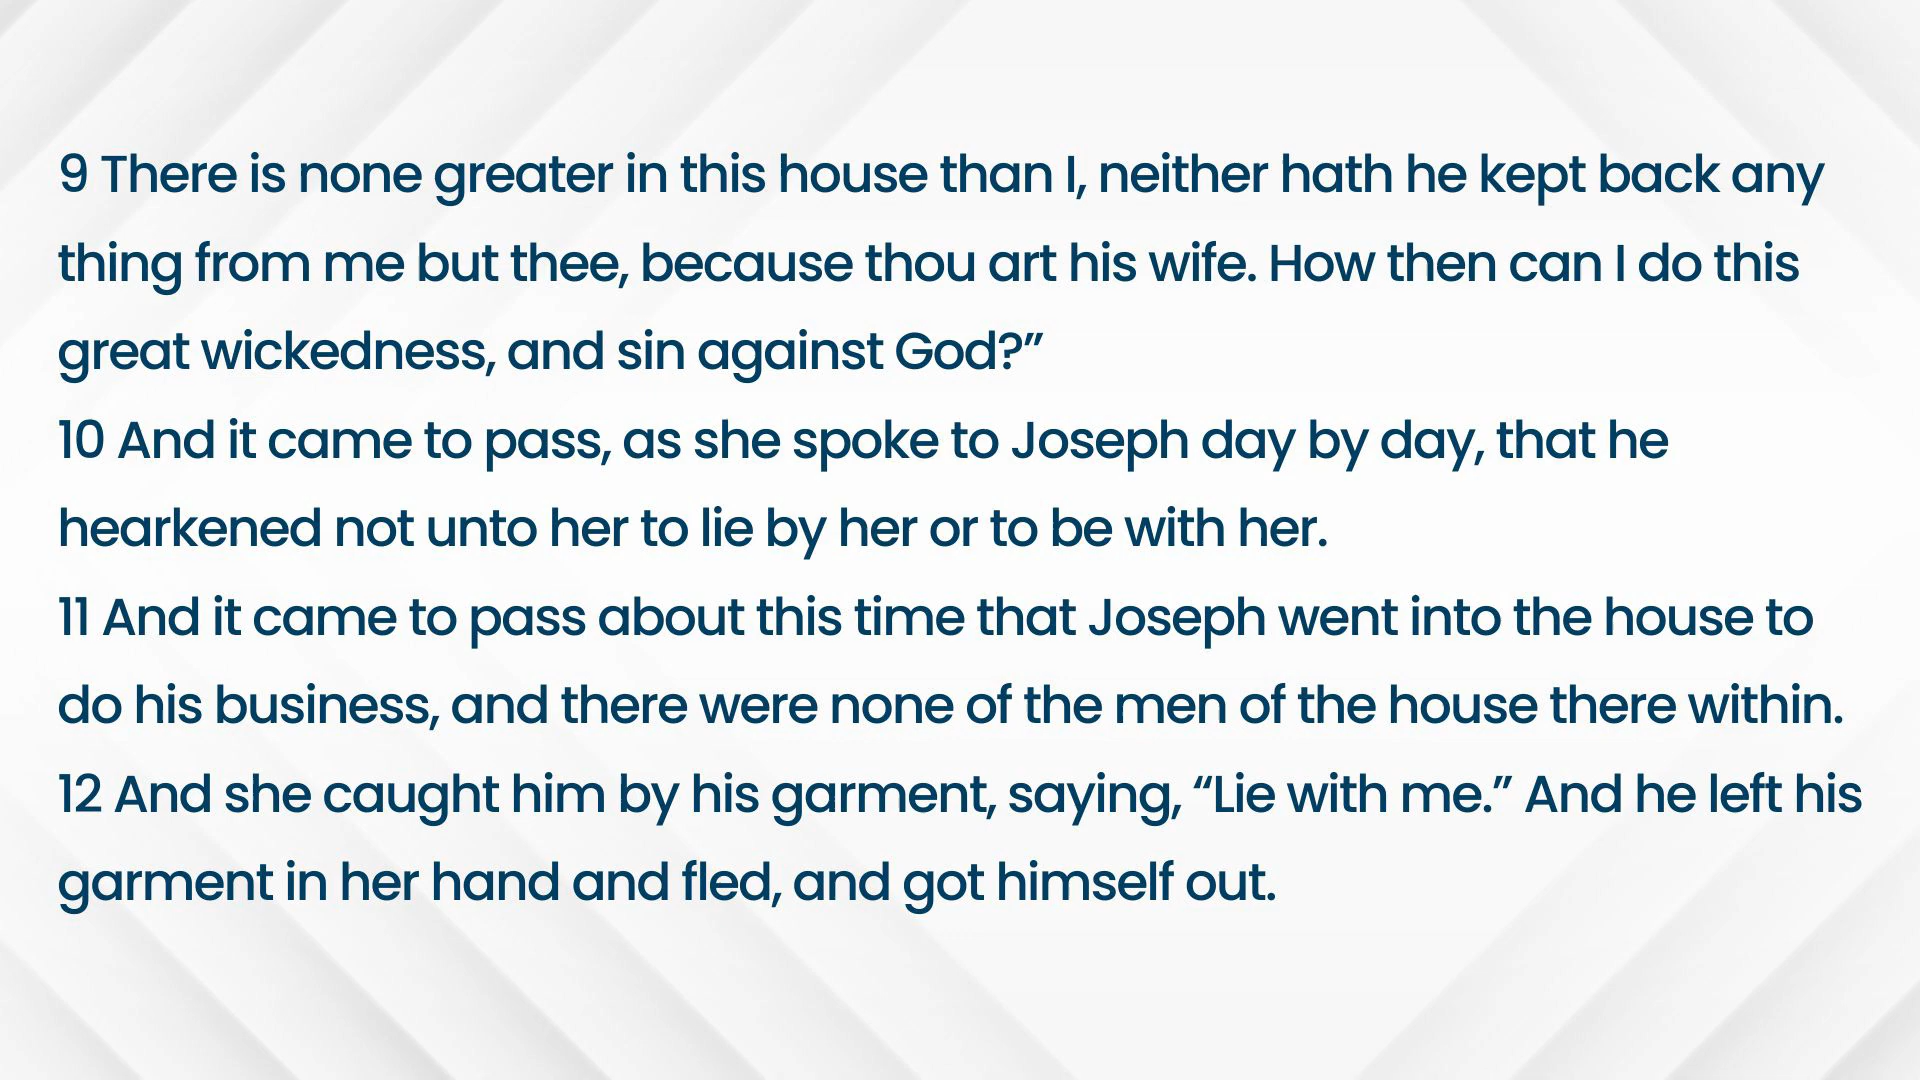 9 There is none greater in this house than I, neither hath he kept back any
thing from me but thee, because thou art his wife. How then can I do this
great wickedness, and sin against God?”
10 And it came to pass, as she spoke to Joseph day by day, that he
hearkened not unto her to lie by her or to be with her.
11 And it came to pass about this time that Joseph went into the house to
do his business, and there were none of the men of the house there within.
12 And she caught him by his garment, saying, “Lie with me.” And he left his
garment in her hand and fled, and got himself out.